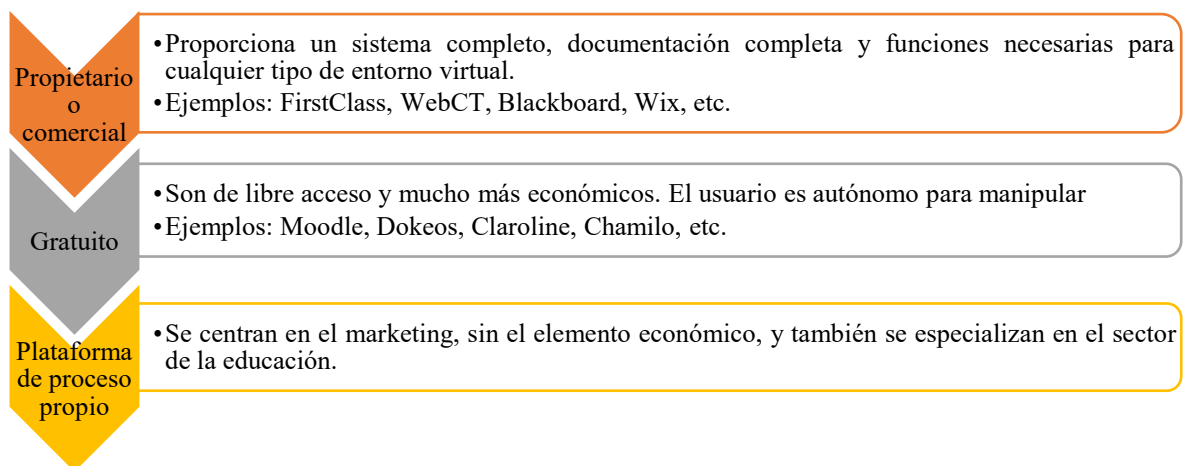 Propietario
o
comercial
•Proporciona un sistema completo, documentación completa y funciones necesarias para
cualquier tipo de entorno virtual.
•Ejemplos: FirstClass, WebCT, Blackboard, Wix, etc.
Gratuito
•Son de libre acceso y mucho más económicos. El usuario es autónomo para manipular
•Ejemplos: Moodle, Dokeos, Claroline, Chamilo, etc.
Plataforma
de proceso
propio
•Se centran en el marketing, sin el elemento económico, y también se especializan en el sector
de la educación.